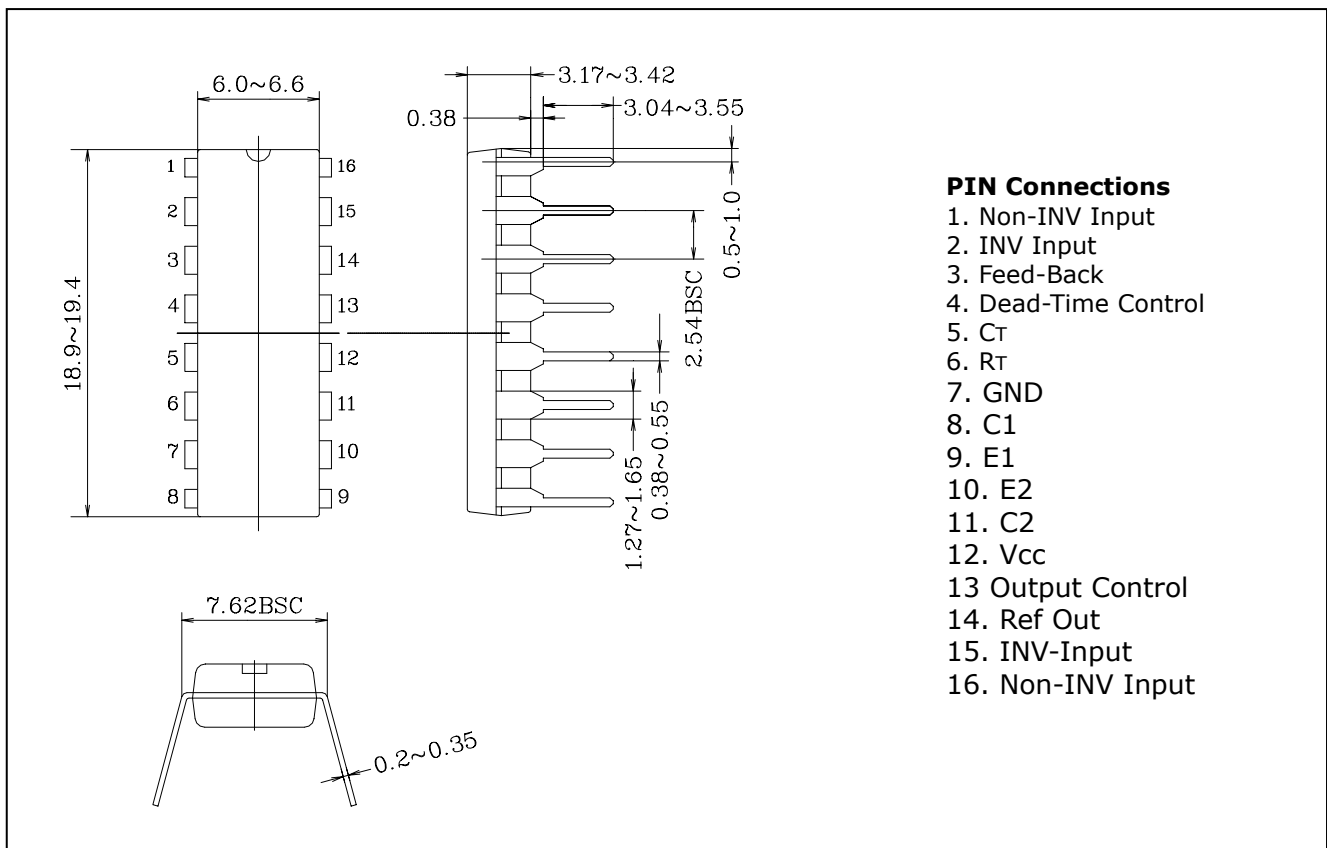 6.0~6.6
3.17~3.42
3.04~3.55
0.38
0.5~1.0
2.54BSC
0.38~0.55
1.27~1.65
18.9~19.4
1
2
3
4
5
6
7
8
16
15
14
13
12
11
10
9
7.62BSC
0.2~0.35
PIN Connections
1. Non-INV Input
2. INV Input
3. Feed-Back
4. Dead-Time Control
5. CT
6. RT
7. GND
8. C1
9. E1
10. E2
11. C2
12. Vcc
13 Output Control
14. Ref Out
15. INV-Input
16. Non-INV Input